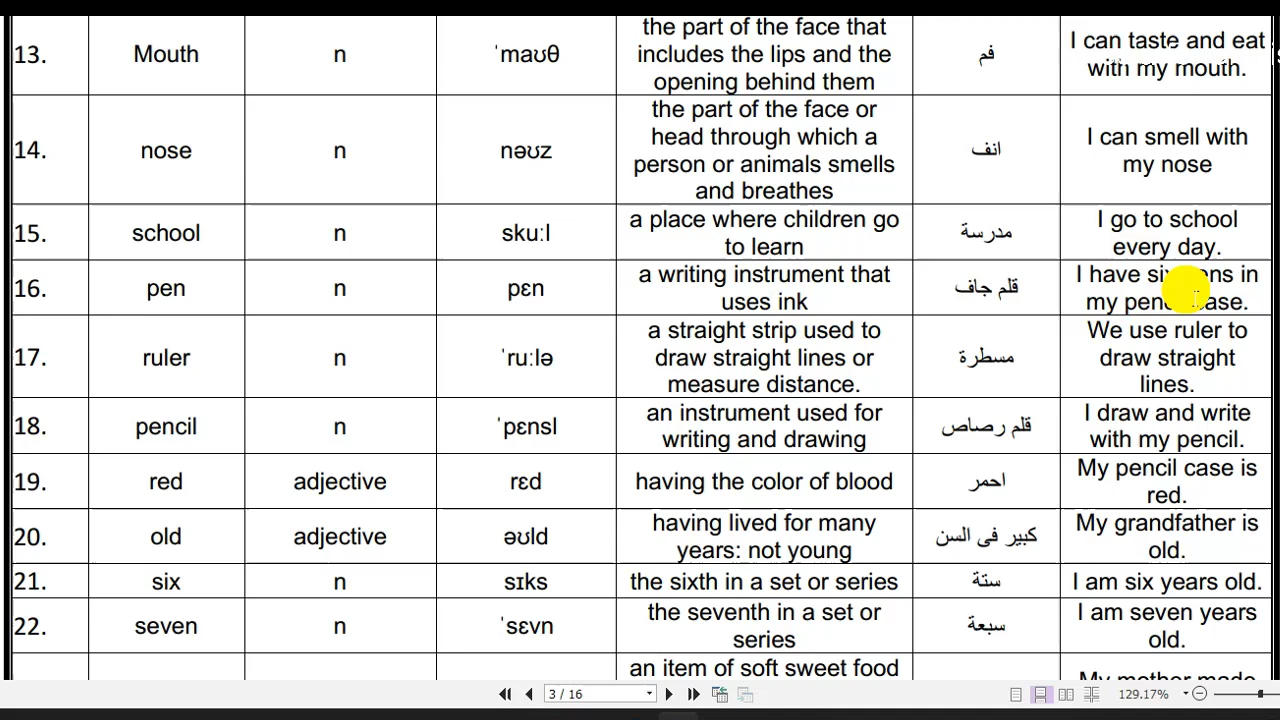 13. Mouth n ˈmaʊθ the part of the face that
includes the lips and the
opening behind them فم I can taste and eat
with my mouth.
14. nose n nəʊz the part of the face or
head through which a
person or animals smells
and breathes انف I can smell with
my nose
15. school n skuːl a place where children go
to learn مدرسة I go to school
every day.
16. pen n pɛn a writing instrument that
uses ink قلم جاف I have in
my case.
17. ruler n ˈruːlə a straight strip used to
draw straight lines or
measure distance. مسطرة We use ruler to
draw straight
lines.
18. pencil n ˈpɛnsl an instrument used for
writing and drawing قلم رصاص I draw and write
with my pencil.
19. red adjective rɛd having the color of blood احمر My pencil case is
red.
20. old adjective əʊld having lived for many
years: not young كبير فى السن My grandfather is
old.
21. six n sɪks the sixth in a set or series ستة I am six years old.
22. seven n ˈsɛvn the seventh in a set or
series سبعة I am seven years
old.
an item of soft sweet food
My mother made
3 / 16
129.17%